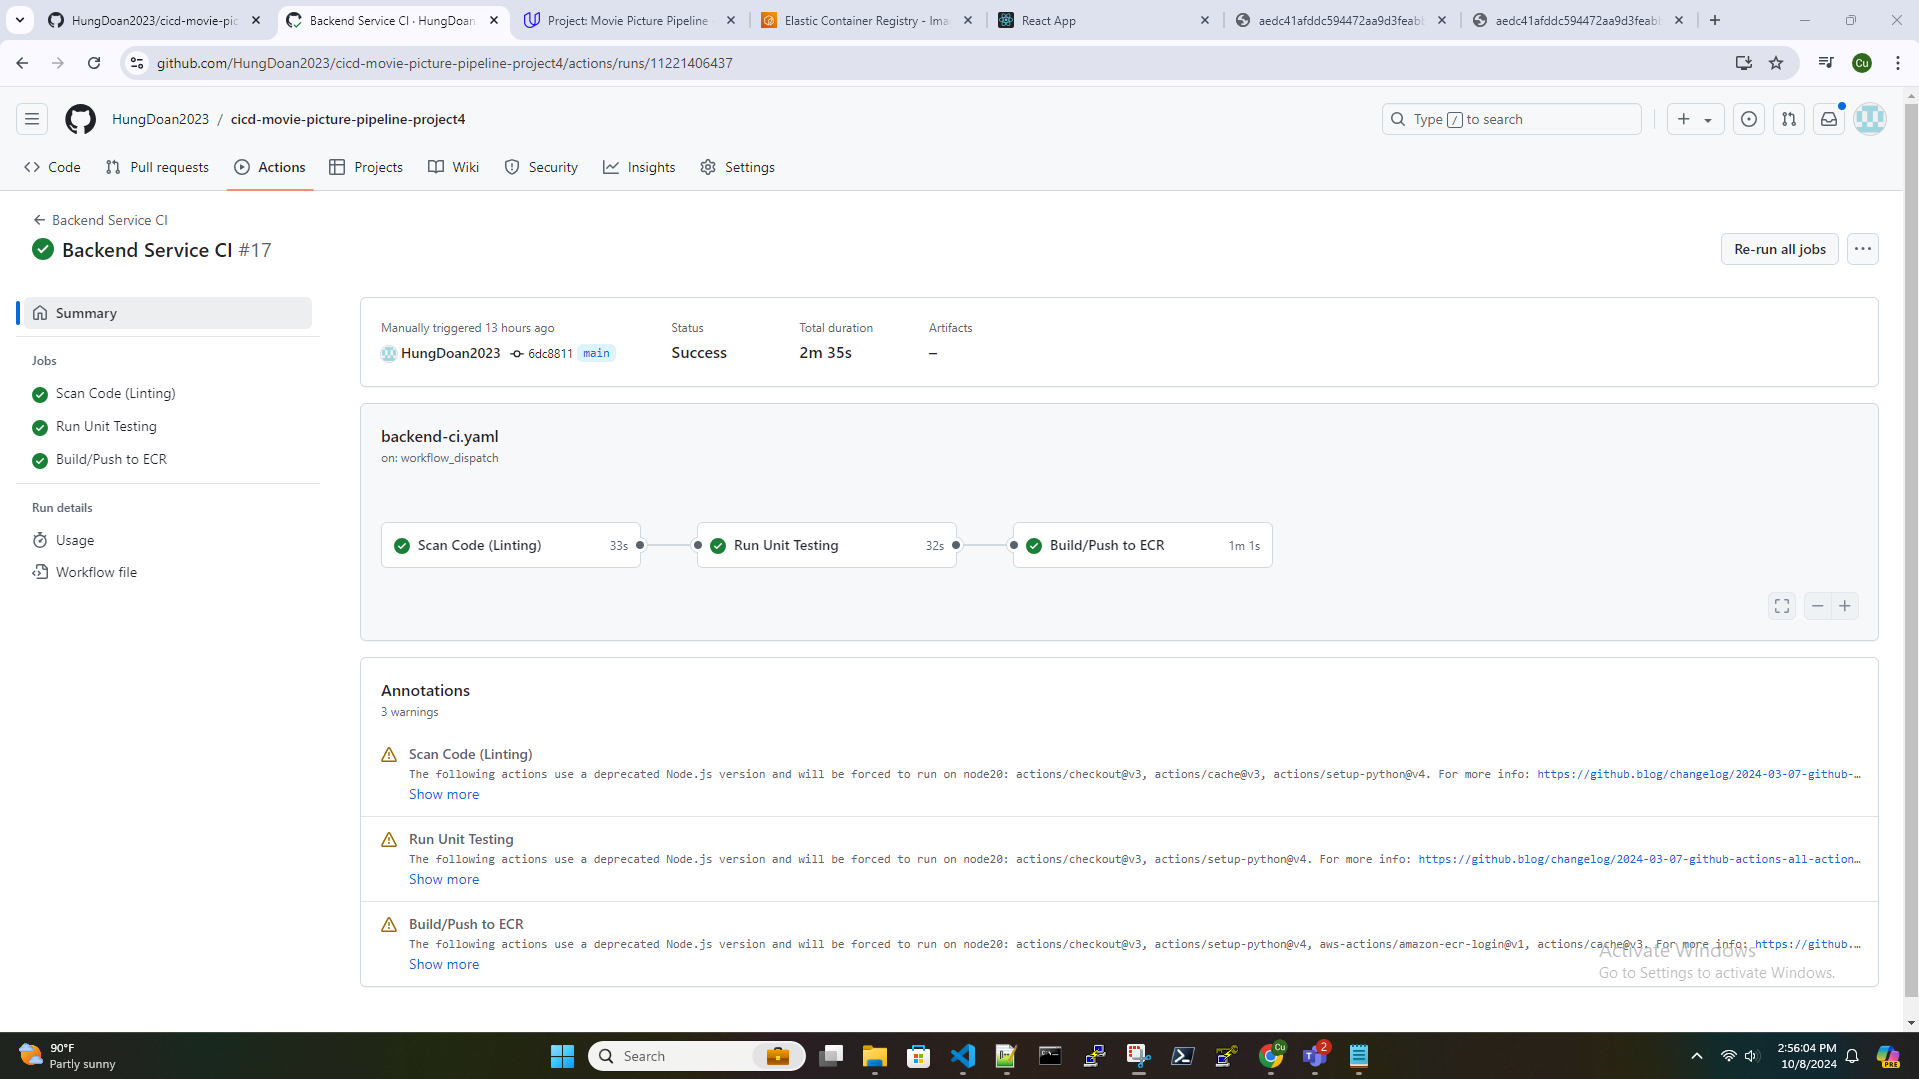 HungDoan2023/cicd-movie-pic
Backend Service CI · HungDoan
Project: Movie Picture Pipeline
Elastic Container Registry - Ima
React App
aedc41afddc594472aa9d3feabb
aedc41afddc594472aa9d3feabb
github.com/HungDoan2023/cicd-movie-picture-pipeline-project4/actions/runs/11221406437
Cu
HungDoan2023 / cicd-movie-picture-pipeline-project4
Type / to search
Code
Pull requests
Actions
Projects
Wiki
Security
Insights
Settings
Backend Service CI
Backend Service CI #17
Re-run all jobs
Summary
Jobs
Scan Code (Linting)
Run Unit Testing
Build/Push to ECR
Run details
Usage
Workflow file
Manually triggered 13 hours ago
HungDoan2023 6dc8811 main
Status
Success
Total duration
2m 35s
Artifacts
–
backend-ci.yaml
on: workflow_dispatch
Scan Code (Linting) 33s
Run Unit Testing 32s
Build/Push to ECR 1m 1s
Annotations
3 warnings
Scan Code (Linting)
The following actions use a deprecated Node.js version and will be forced to run on node20: actions/checkout@v3, actions/cache@v3, actions/setup-python@v4. For more info: https://github.blog/changelog/2024-03-07-github-…
Show more
Run Unit Testing
The following actions use a deprecated Node.js version and will be forced to run on node20: actions/checkout@v3, actions/setup-python@v4. For more info: https://github.blog/changelog/2024-03-07-github-actions-all-action…
Show more
Build/Push to ECR
The following actions use a deprecated Node.js version and will be forced to run on node20: actions/checkout@v3, actions/setup-python@v4, aws-actions/amazon-ecr-login@v1, actions/cache@v3. For more info: https://github.…
Show more
Activate Windows
Go to Settings to activate Windows.
90°F
Partly sunny
Search
Cu
2
2:56:04 PM
10/8/2024
PRE